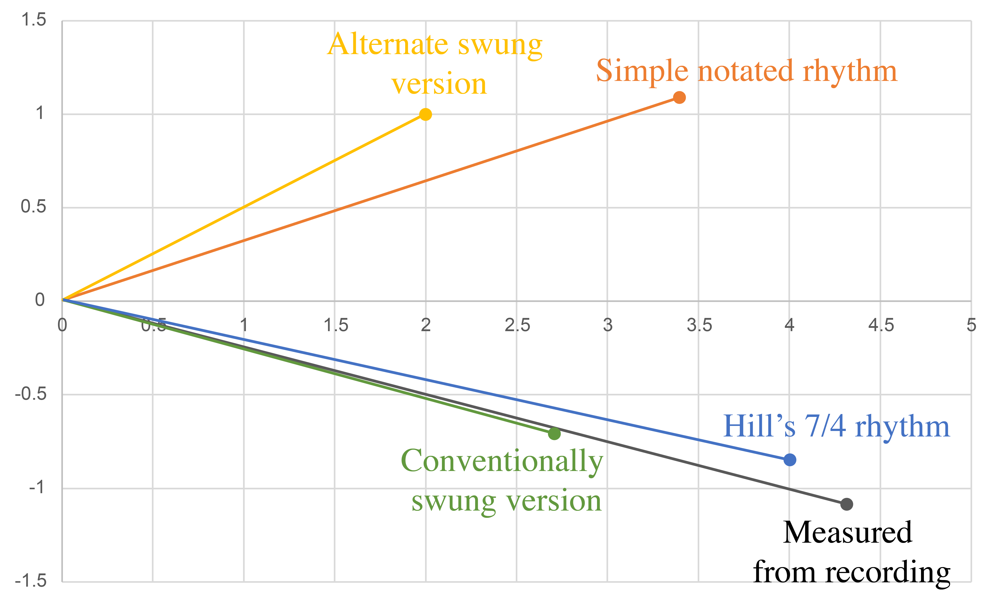 1.5
Alternate swung
version
Simple notated rhythm
1
0.5
0
0 0.5 1 1.5 2 2.5 3 3.5 4 4.5 5
-0.5
Hill’s 7/4 rhythm
Conventionally
swung version
-1
Measured
from recording
-1.5